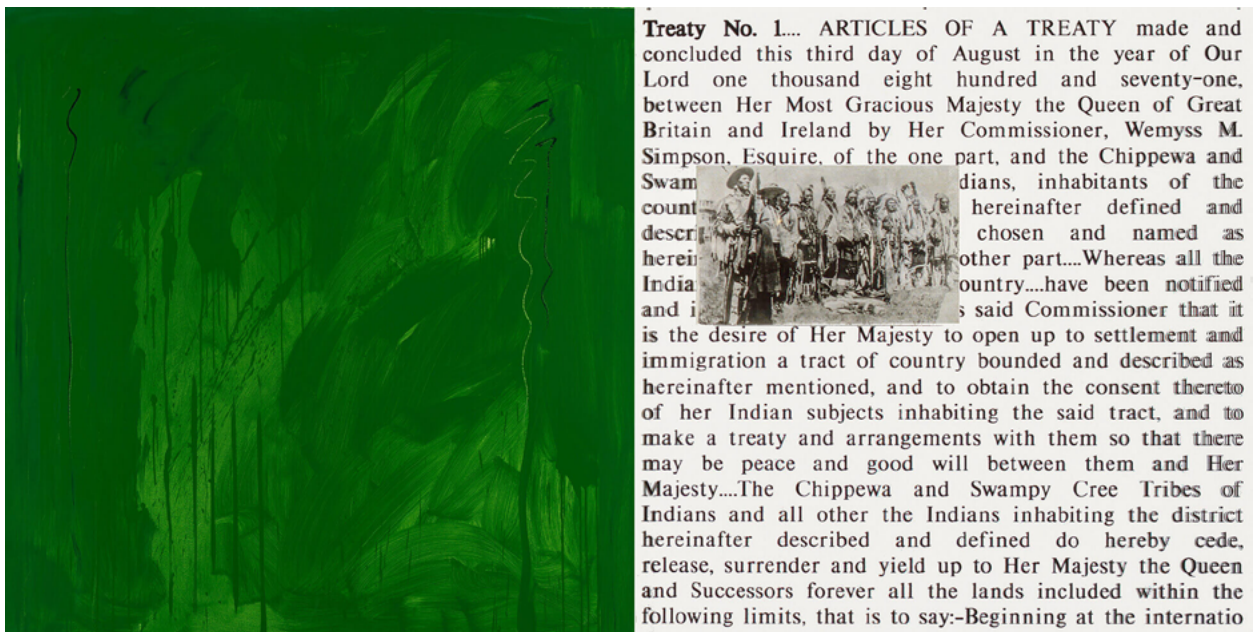 Treaty No. 1.... ARTICLES OF A TREATY made and
concluded this third day of August in the year of Our
Lord one thousand eight hundred and seventy-one,
between Her Most Gracious Majesty the Queen of Great
Britain and Ireland by Her Commissioner, Wemyss M.
Simpson, Esquire, of the one part, and the Chippewa and
Swam dians, inhabitants of the
count hereinafter defined and
descri chosen and named as
herei other part....Whereas all the
India ountry....have been notified
and i s said Commissioner that it
is the desire of Her Majesty to open up to settlement and
immigration a tract of country bounded and described as
hereinafter mentioned, and to obtain the consent thereto
of her Indian subjects inhabiting the said tract, and to
make a treaty and arrangements with them so that there
may be peace and good will between them and Her
Majesty....The Chippewa and Swampy Cree Tribes of
Indians and all other the Indians inhabiting the district
hereinafter described and defined do hereby cede,
release, surrender and yield up to Her Majesty the Queen
and Successors forever all the lands included within the
following limits, that is to say:-Beginning at the internatio